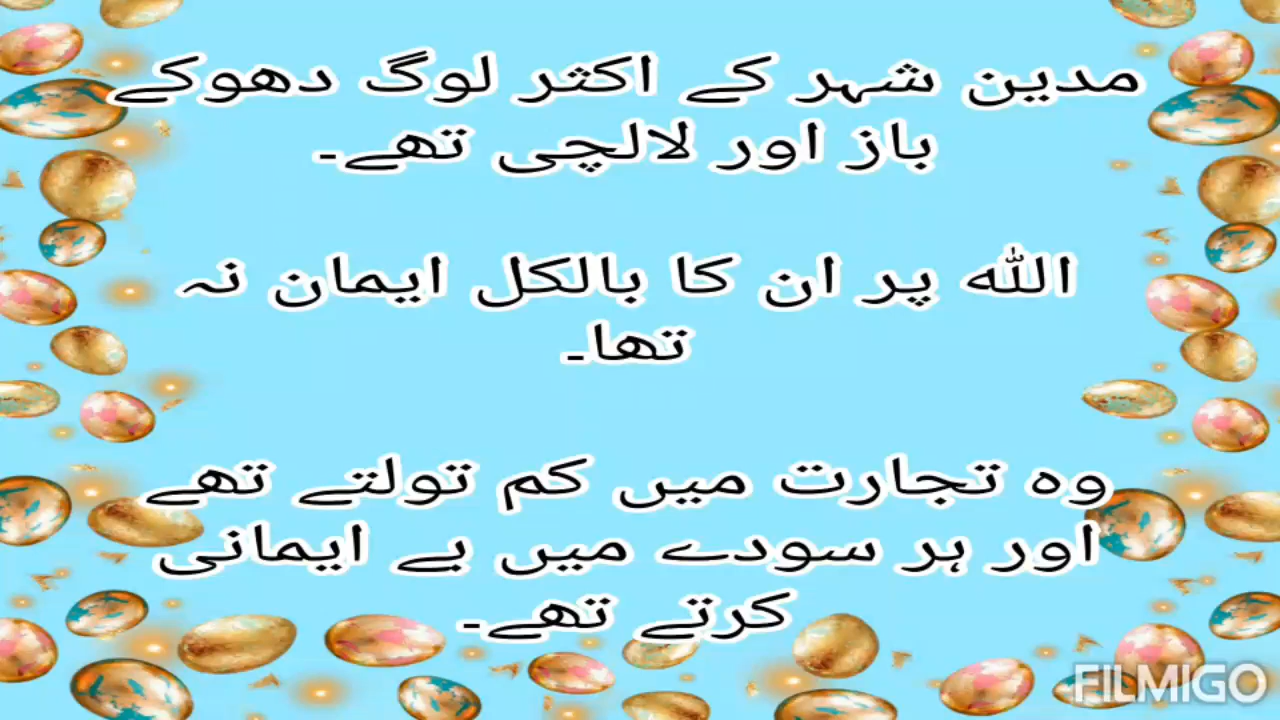 مدین شہر کے اکثر لوگ دھوکے
باز اور لالچی تھے۔
اللہ پر ان کا بالکل ایمان نہ
تھا۔
وہ تجارت میں کم تولتے تھے
اور ہر سودے میں بے ایمانی
کرتے تھے۔
FILMIGO